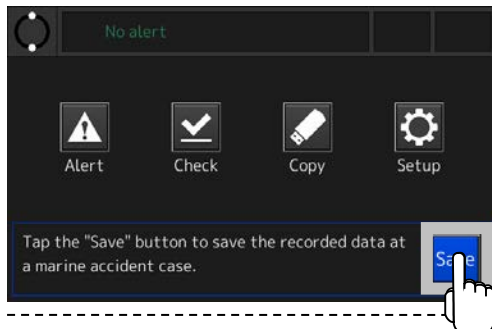 No alert
Alert Check Copy Setup
Tap the "Save" button to save the recorded data at
a marine accident case.
Save